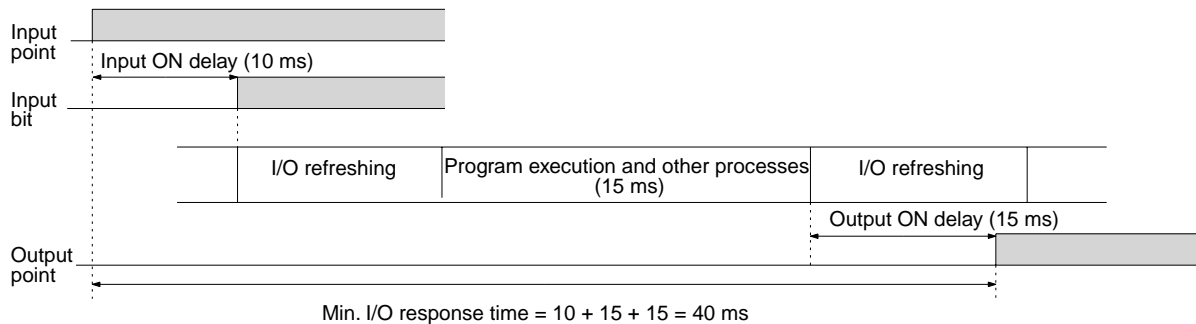 Input
point
Input ON delay (10 ms)
Input
bit
I/O refreshing
Program execution and other processes
(15 ms)
I/O refreshing
Output ON delay (15 ms)
Output
point
Min. I/O response time = 10 + 15 + 15 = 40 ms